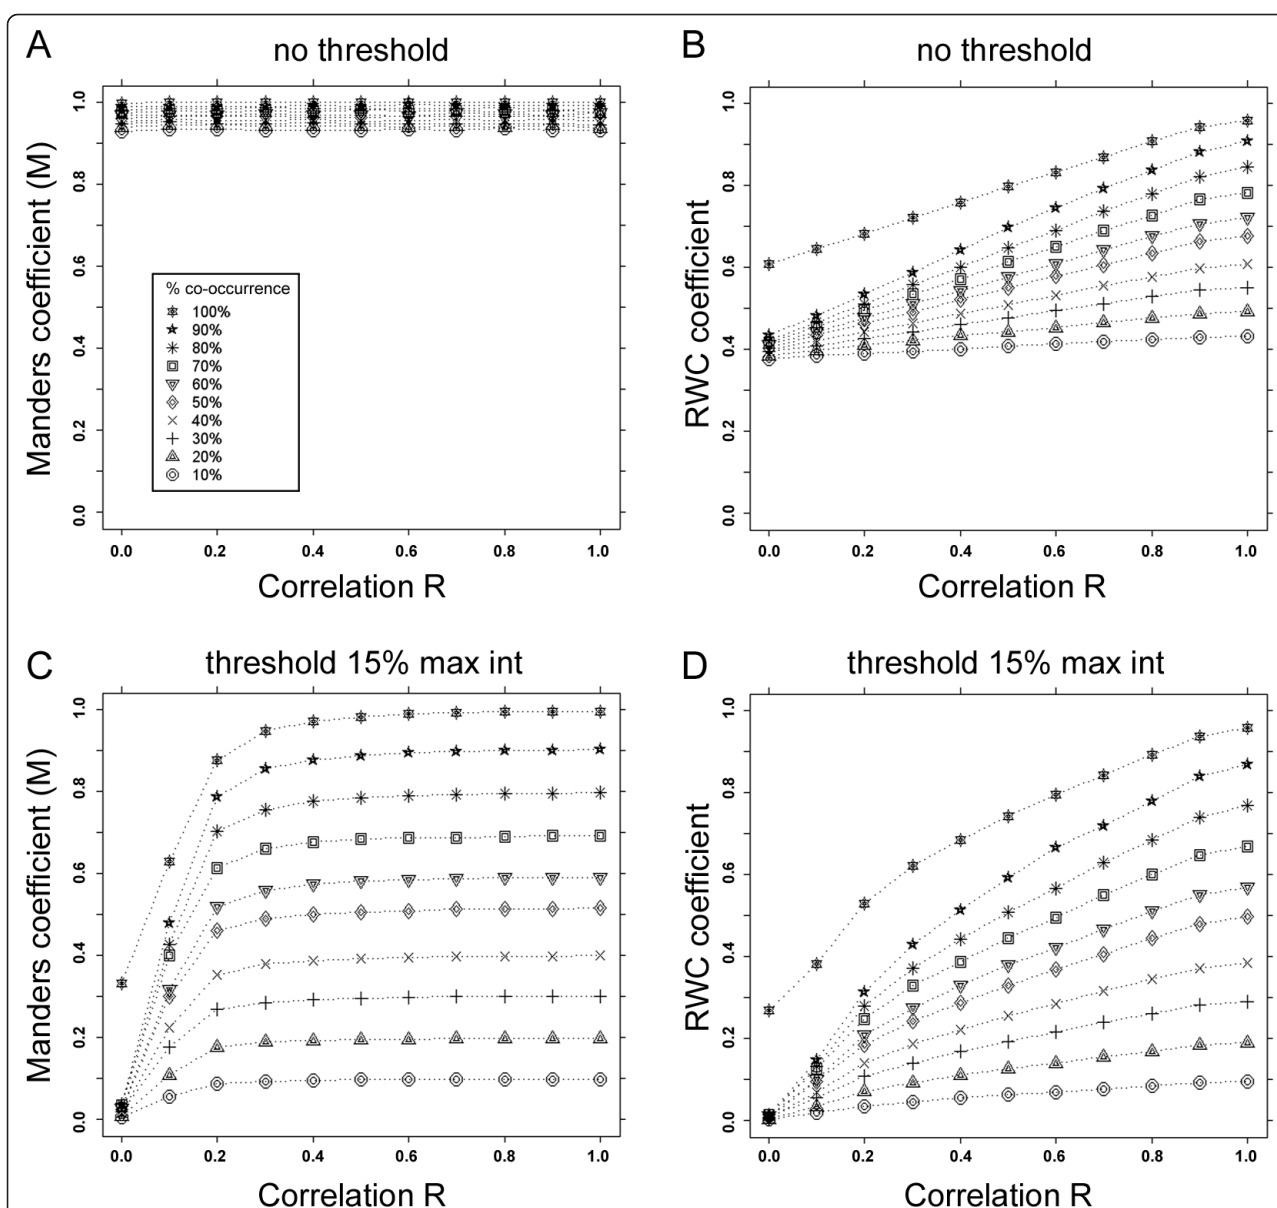 A
no threshold
Manders coefficient (M)
1.0
0.8
0.6
0.4
0.2
0.0
% co-occurrence
100%
90%
80%
70%
60%
50%
40%
30%
20%
10%
0.0 0.2 0.4 0.6 0.8 1.0
Correlation R
B
no threshold
RWC coefficient
1.0
0.8
0.6
0.4
0.2
0.0
0.0 0.2 0.4 0.6 0.8 1.0
Correlation R
C
threshold 15% max int
Manders coefficient (M)
1.0
0.8
0.6
0.4
0.2
0.0
0.0 0.2 0.4 0.6 0.8 1.0
Correlation R
D
threshold 15% max int
RWC coefficient
1.0
0.8
0.6
0.4
0.2
0.0
0.0 0.2 0.4 0.6 0.8 1.0
Correlation R